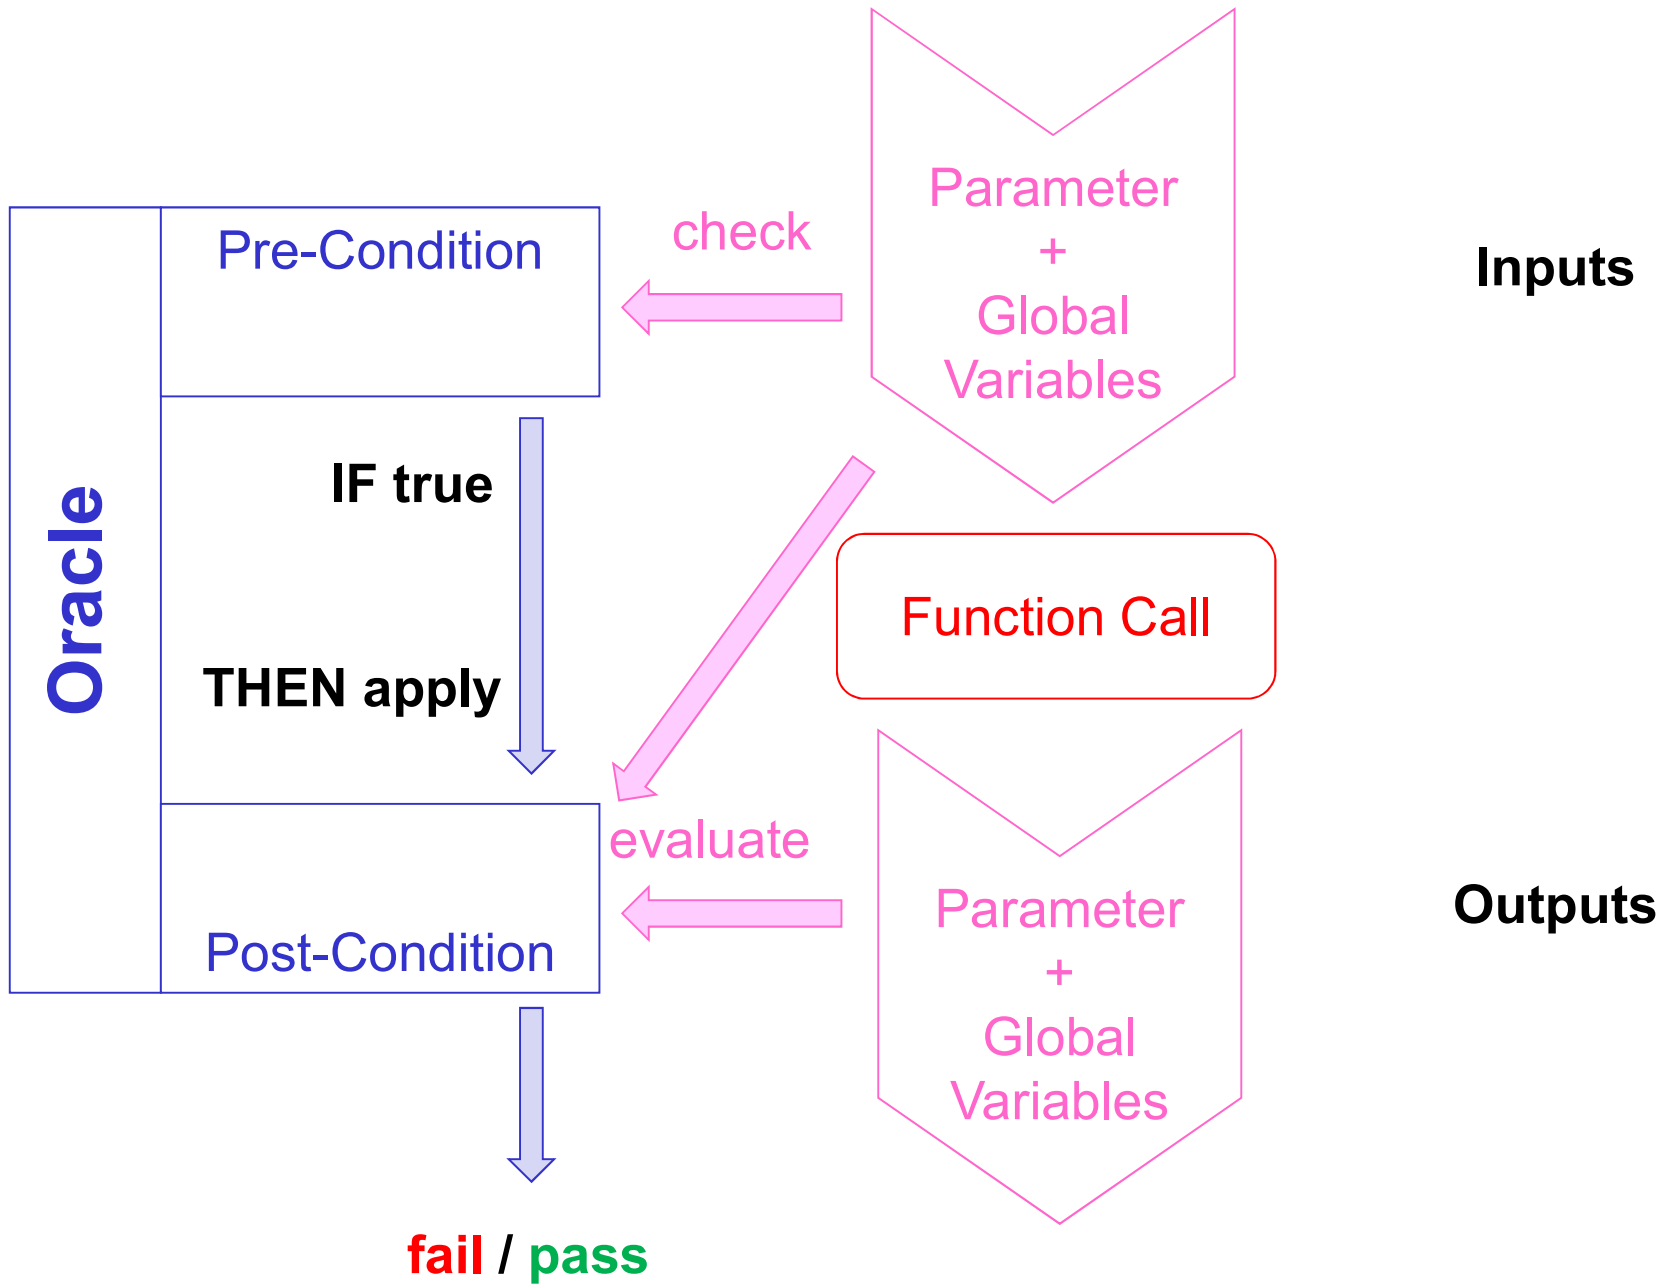 Parameter
+
Global
Variables
Inputs
check
Pre-Condition
IF true
Oracle
Function Call
THEN apply
evaluate
Post-Condition
Parameter
+
Global
Variables
Outputs
fail / pass